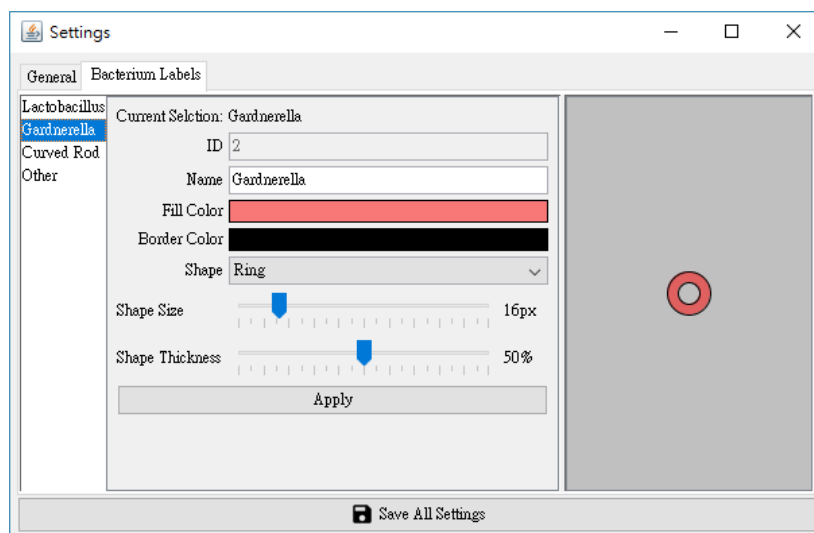 Settings
General
Bacterium Labels
Lactobacillus
Gardnerella
Curved Rod
Other
Current Selction: Gardnerella
ID 2
Name Gardnerella
Fill Color
Border Color
Shape Ring
Shape Size 16px
Shape Thickness 50%
Apply
Save All Settings